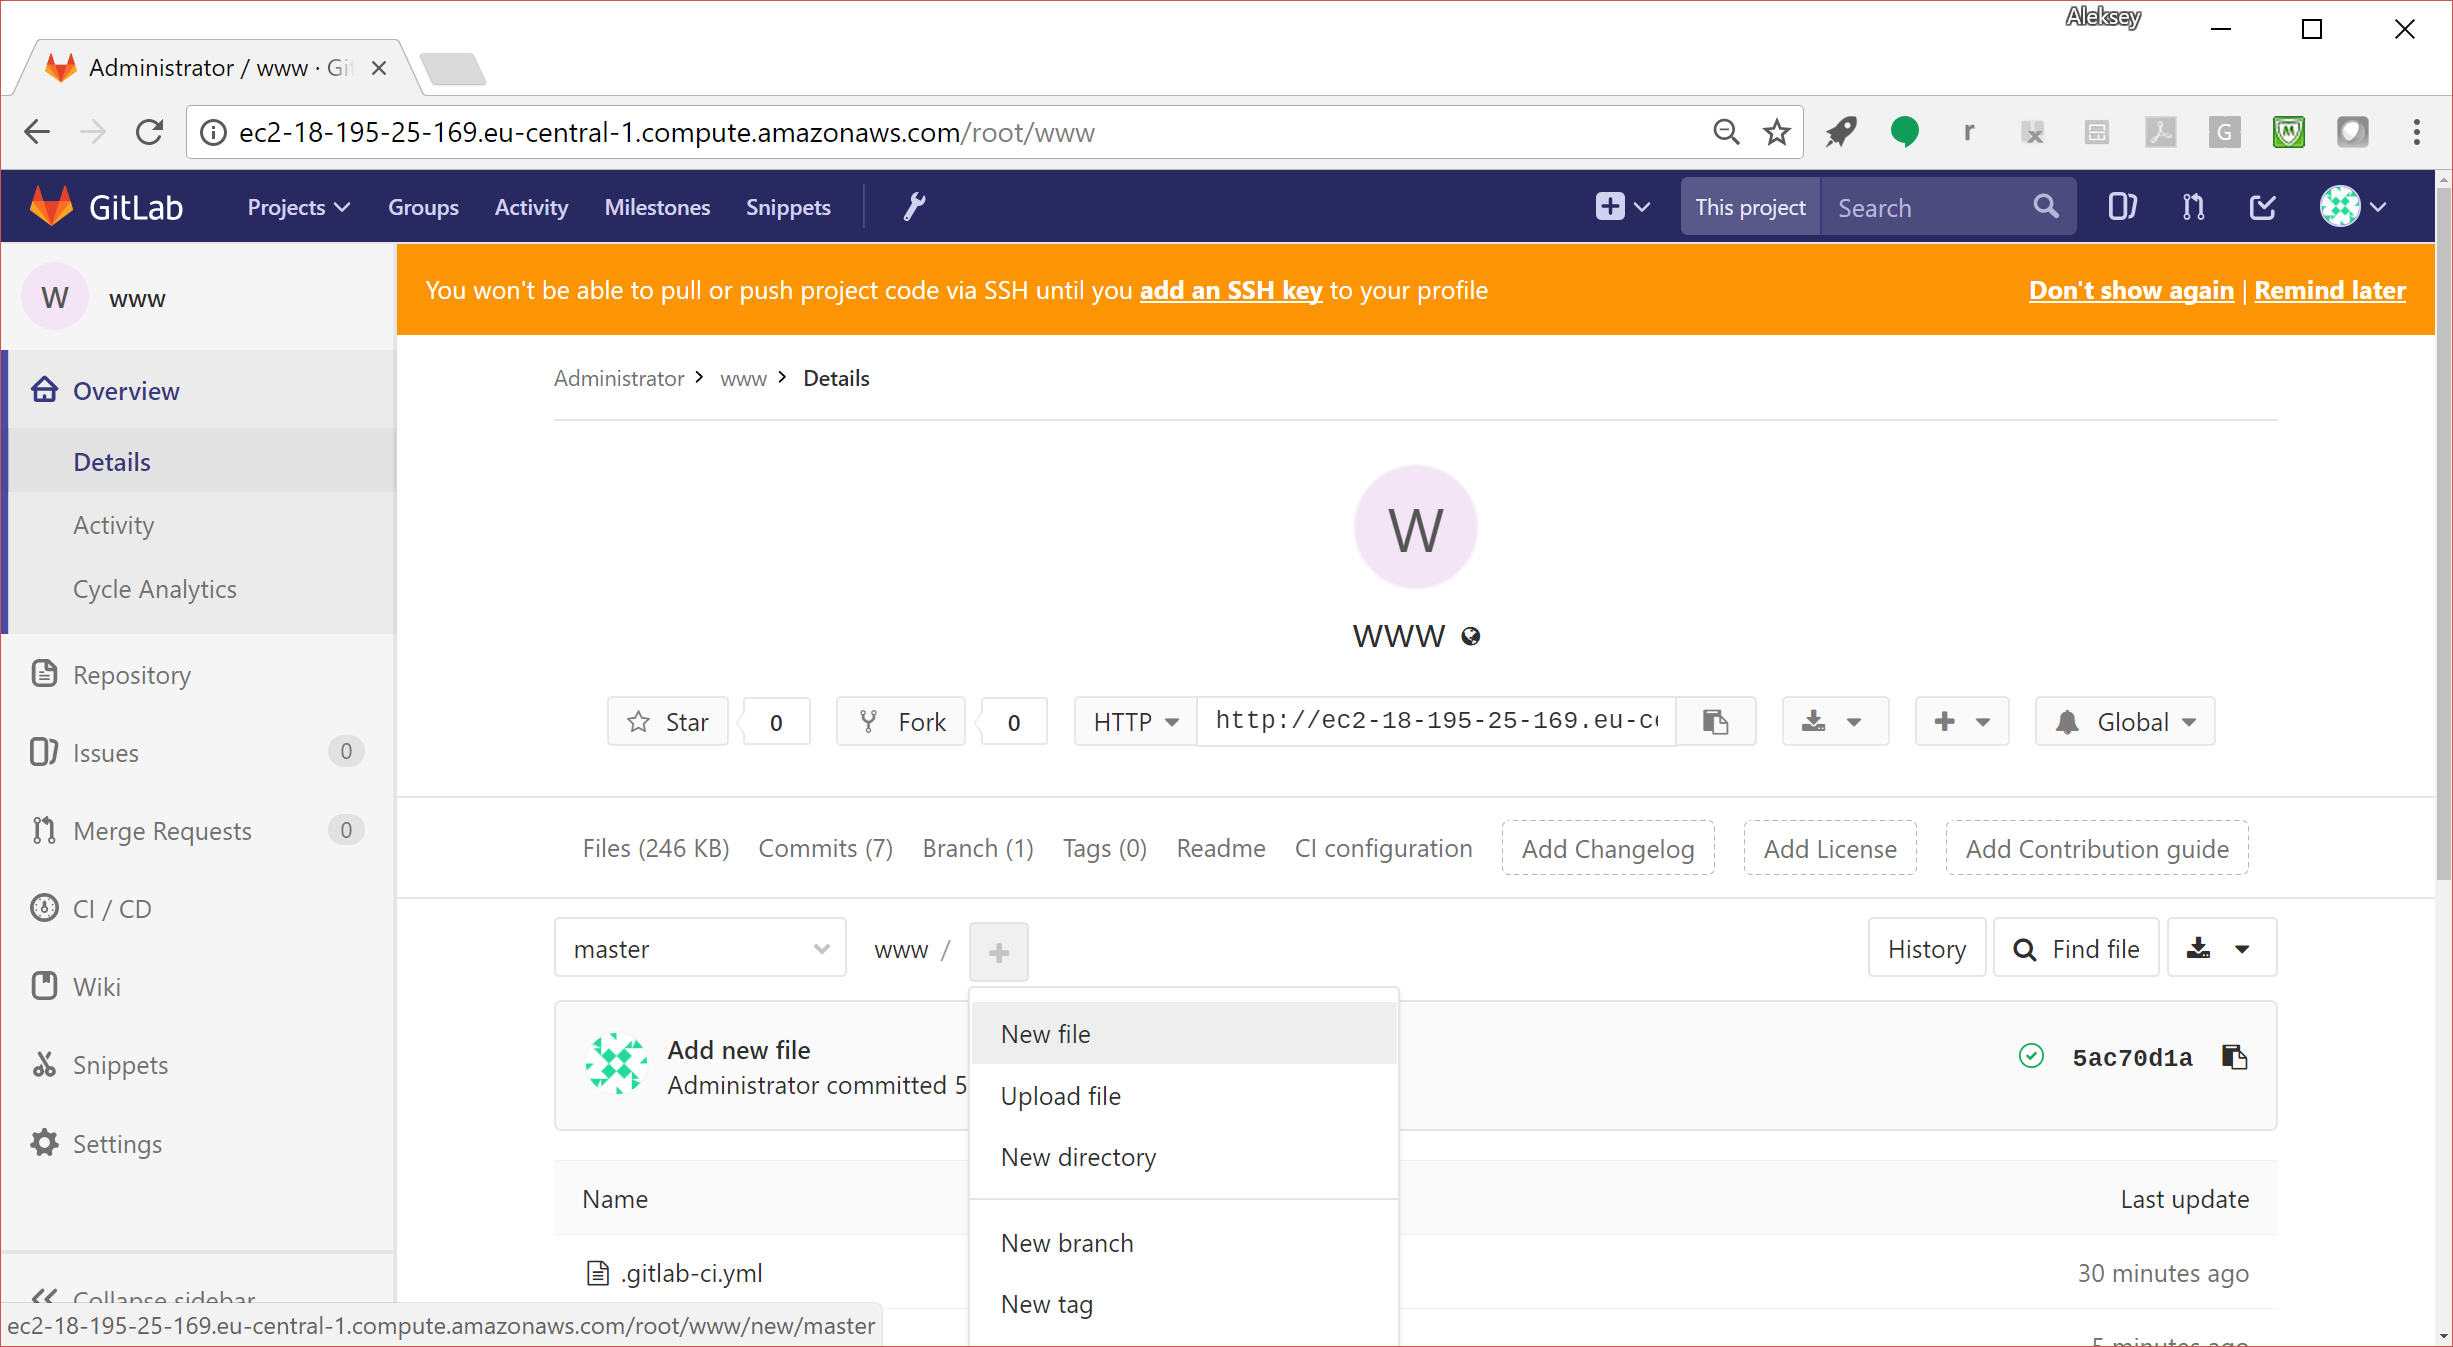 Aleksey
Administrator / www · Git
ec2-18-195-25-169.eu-central-1.compute.amazonaws.com/root/www
GitLab Projects Groups Activity Milestones Snippets This project Search
W www
You won't be able to pull or push project code via SSH until you add an SSH key to your profile
Don't show again | Remind later
Overview
Details
Activity
Cycle Analytics
Repository
Issues 0
Merge Requests 0
CI / CD
Wiki
Snippets
Settings
Collapse sidebar
Administrator > www > Details
W
www
Star 0 Fork 0 HTTP http://ec2-18-195-25-169.eu-ce Global
Files (246 KB) Commits (7) Branch (1) Tags (0) Readme CI configuration Add Changelog Add License Add Contribution guide
master www / + History Find file
Add new file
Administrator committed 5
5ac70d1a
New file
Upload file
New directory
New branch
New tag
Name Last update
.gitlab-ci.yml 30 minutes ago
5 minutes ago
ec2-18-195-25-169.eu-central-1.compute.amazonaws.com/root/www/new/master